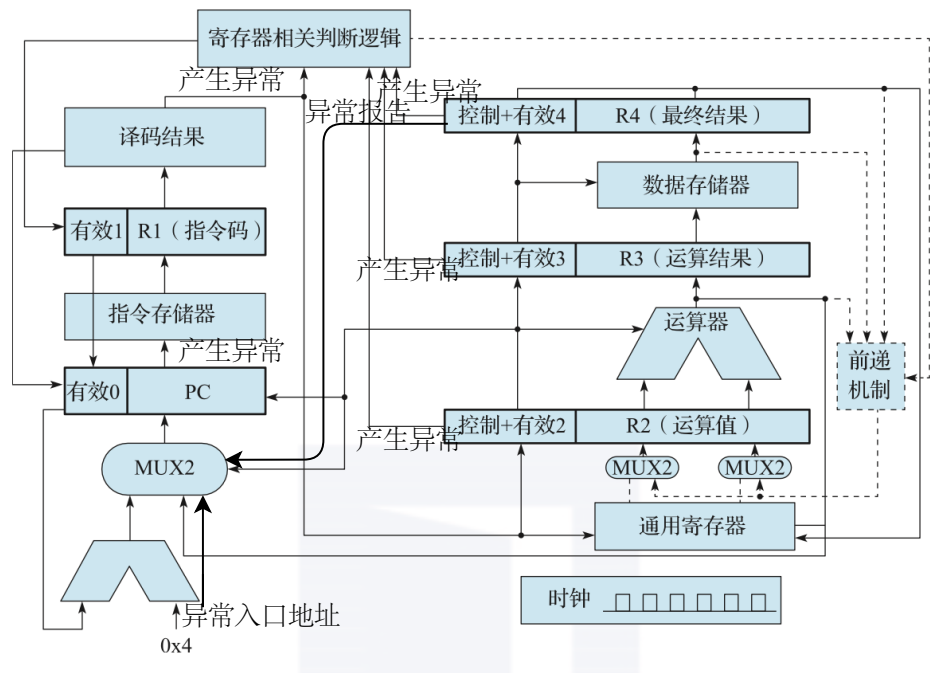 寄存器相关判断逻辑
产生异常
产生异常
异常报告
译码结果
控制+有效4
R4（最终结果）
数据存储器
有效1
R1（指令码）
控制+有效3
R3（运算结果）
产生异常
指令存储器
运算器
产生异常
前递
机制
有效0
PC
控制+有效2
R2（运算值）
产生异常
MUX2
MUX2
MUX2
通用寄存器
时钟
异常入口地址
0x4